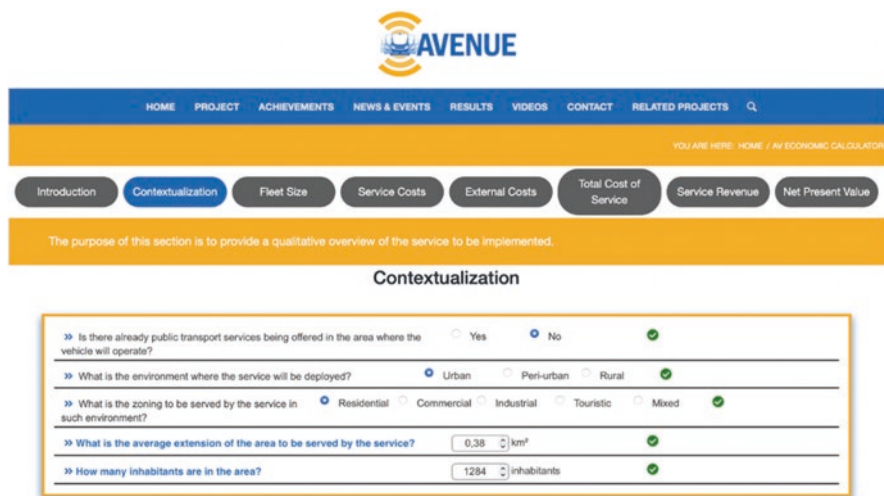 AVENUE
HOME PROJECT ACHIEVEMENTS NEWS & EVENTS RESULTS VIDEOS CONTACT RELATED PROJECTS
YOU ARE HERE: HOME / AV ECONOMIC CALCULATOR
Introduction Contextualization Fleet Size Service Costs External Costs Total Cost of Service Service Revenue Net Present Value
The purpose of this section is to provide a qualitative overview of the service to be implemented.
Contextualization
» Is there already public transport services being offered in the area where the Yes No
vehicle will operate?
» What is the environment where the service will be deployed? Urban Peri-urban Rural
» What is the zoning to be served by the service in Residential Commercial Industrial Touristic Mixed
such environment?
» What is the average extension of the area to be served by the service? 0,38 km²
» How many inhabitants are in the area? 1284 inhabitants